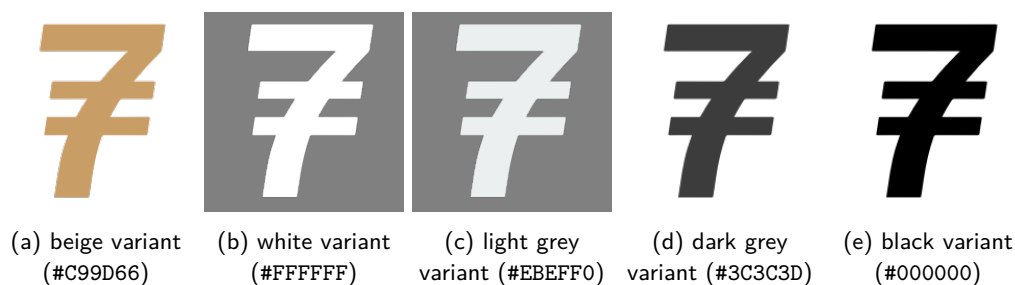 (a) beige variant
(#C99D66)
(b) white variant
(#FFFFFF)
(c) light grey
variant (#EBEFF0)
(d) dark grey
variant (#3C3C3D)
(e) black variant
(#000000)